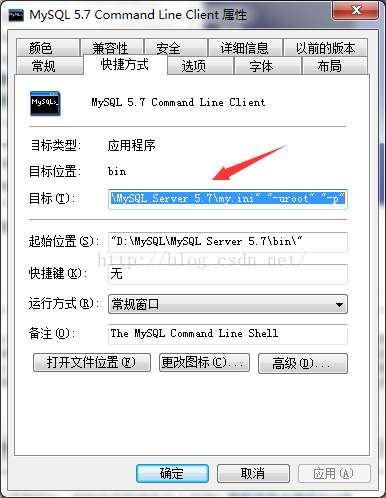 MySQL 5.7 Command Line Client 属性
颜色 兼容性 安全 详细信息 以前的版本
常规 快捷方式 选项 字体 布局
MySQL 5.7 Command Line Client
目标类型: 应用程序
目标位置: bin
目标(T): \MySQL Server 5.7\my.ini" "-uroot" "-p"
起始位置(S): "D:\MySQL\MySQL Server 5.7\bin\"
http://blog.csdn.net/
快捷键(K): 无
运行方式(R): 常规窗口
备注(O): The MySQL Command Line Shell
打开文件位置(F) 更改图标(C)... 高级(D)...
确定 取消 应用(A)